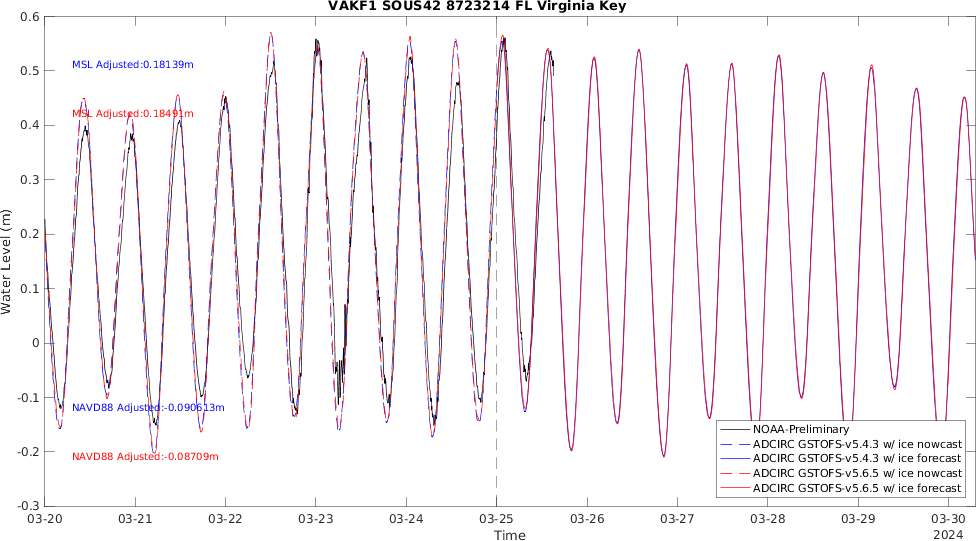 VAKF1 SOUS42 8723214 FL Virginia Key
0.6
0.5
0.4
0.3
0.2
0.1
0
-0.1
-0.2
-0.3
Water Level (m)
MSL Adjusted:0.18139m
MSL Adjusted:0.18491m
NAVD88 Adjusted:-0.090613m
NAVD88 Adjusted:-0.08709m
NOAA-Preliminary
ADCIRC GSTOFS-v5.4.3 w/ ice nowcast
ADCIRC GSTOFS-v5.4.3 w/ ice forecast
ADCIRC GSTOFS-v5.6.5 w/ ice nowcast
ADCIRC GSTOFS-v5.6.5 w/ ice forecast
03-20 03-21 03-22 03-23 03-24 03-25 03-26 03-27 03-28 03-29 03-30
2024
Time